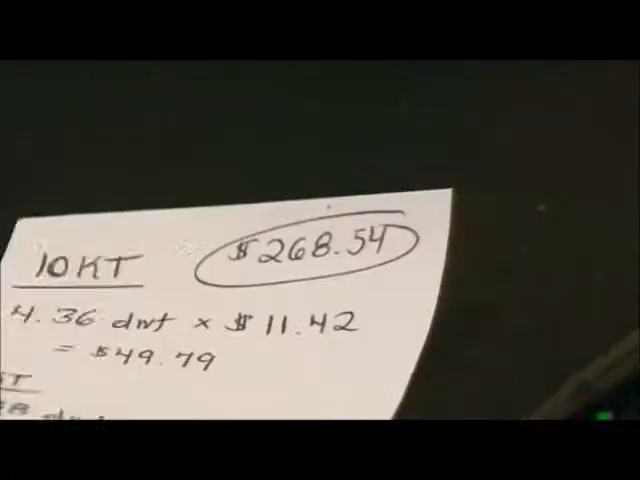 $268.54
10KT
4.36 dwt x $11.42
= $49.79